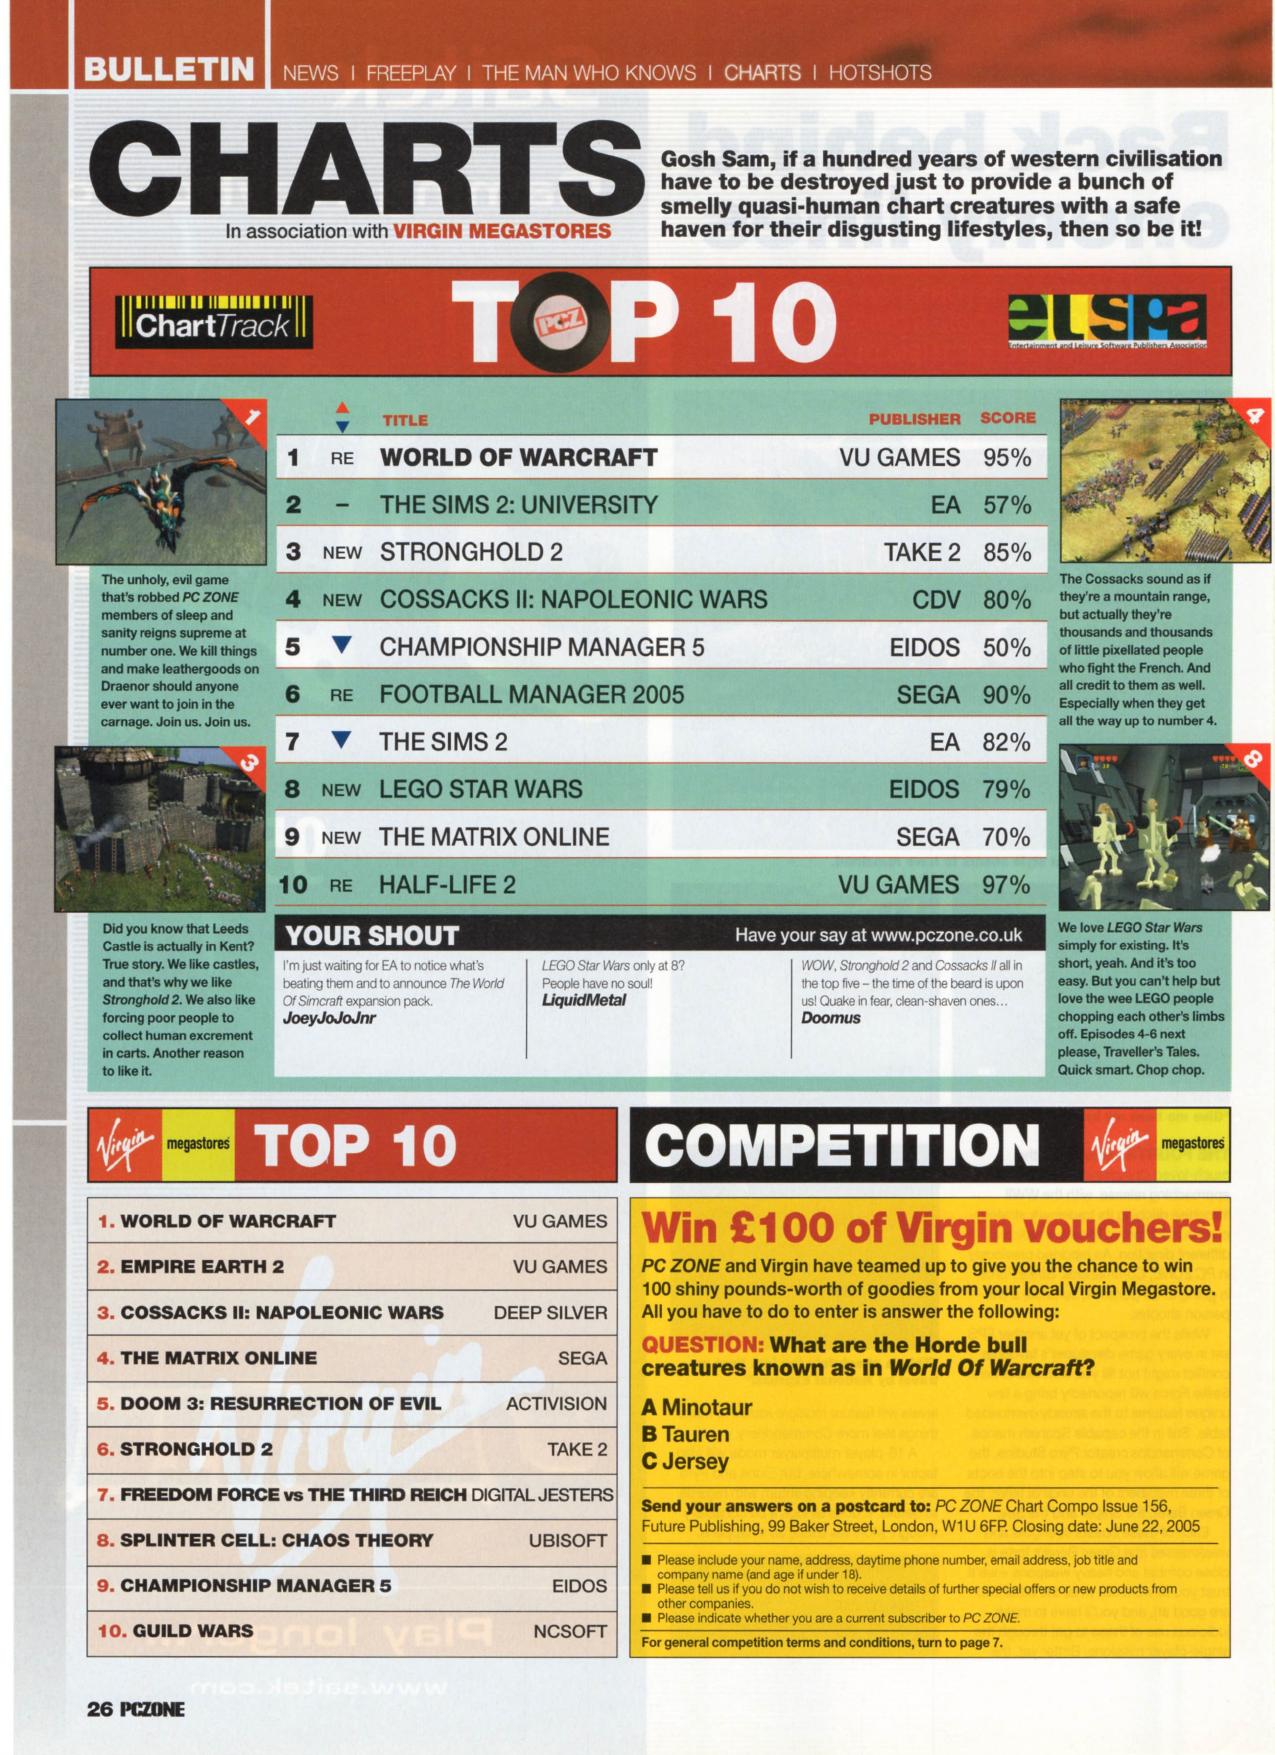 BULLETIN
NEWS | FREEPLAY | THE MAN WHO KNOWS | CHARTS | HOTSHOTS
CHARTS
In association with VIRGIN MEGASTORES
Gosh Sam, if a hundred years of western civilisation
have to be destroyed just to provide a bunch of
smelly quasi-human chart creatures with a safe
haven for their disgusting lifestyles, then so be it!
ChartTrack
TOP 10
PCZ
elspa
Entertainment and Leisure Software Publishers Association
TITLE PUBLISHER SCORE
1 RE WORLD OF WARCRAFT VU GAMES 95%
2 – THE SIMS 2: UNIVERSITY EA 57%
3 NEW STRONGHOLD 2 TAKE 2 85%
4 NEW COSSACKS II: NAPOLEONIC WARS CDV 80%
5 ▼ CHAMPIONSHIP MANAGER 5 EIDOS 50%
6 RE FOOTBALL MANAGER 2005 SEGA 90%
7 ▼ THE SIMS 2 EA 82%
8 NEW LEGO STAR WARS EIDOS 79%
9 NEW THE MATRIX ONLINE SEGA 70%
10 RE HALF-LIFE 2 VU GAMES 97%
1
The unholy, evil game
that's robbed PC ZONE
members of sleep and
sanity reigns supreme at
number one. We kill things
and make leathergoods on
Draenor should anyone
ever want to join in the
carnage. Join us. Join us.
3
Did you know that Leeds
Castle is actually in Kent?
True story. We like castles,
and that's why we like
Stronghold 2. We also like
forcing poor people to
collect human excrement
in carts. Another reason
to like it.
4
The Cossacks sound as if
they're a mountain range,
but actually they're
thousands and thousands
of little pixellated people
who fight the French. And
all credit to them as well.
Especially when they get
all the way up to number 4.
8
We love LEGO Star Wars
simply for existing. It's
short, yeah. And it's too
easy. But you can't help but
love the wee LEGO people
chopping each other's limbs
off. Episodes 4-6 next
please, Traveller's Tales.
Quick smart. Chop chop.
YOUR SHOUT
Have your say at www.pczone.co.uk
I'm just waiting for EA to notice what's
beating them and to announce The World
Of Simcraft expansion pack.
JoeyJoJoJnr
LEGO Star Wars only at 8?
People have no soul!
LiquidMetal
WOW, Stronghold 2 and Cossacks II all in
the top five – the time of the beard is upon
us! Quake in fear, clean-shaven ones...
Doomus
Virgin megastores TOP 10
1. WORLD OF WARCRAFT VU GAMES
2. EMPIRE EARTH 2 VU GAMES
3. COSSACKS II: NAPOLEONIC WARS DEEP SILVER
4. THE MATRIX ONLINE SEGA
5. DOOM 3: RESURRECTION OF EVIL ACTIVISION
6. STRONGHOLD 2 TAKE 2
7. FREEDOM FORCE vs THE THIRD REICH DIGITAL JESTERS
8. SPLINTER CELL: CHAOS THEORY UBISOFT
9. CHAMPIONSHIP MANAGER 5 EIDOS
10. GUILD WARS NCSOFT
COMPETITION Virgin megastores
Win £100 of Virgin vouchers!
PC ZONE and Virgin have teamed up to give you the chance to win
100 shiny pounds-worth of goodies from your local Virgin Megastore.
All you have to do to enter is answer the following:
QUESTION: What are the Horde bull
creatures known as in World Of Warcraft?
A Minotaur
B Tauren
C Jersey
Send your answers on a postcard to: PC ZONE Chart Compo Issue 156,
Future Publishing, 99 Baker Street, London, W1U 6FP. Closing date: June 22, 2005
■ Please include your name, address, daytime phone number, email address, job title and
company name (and age if under 18).
■ Please tell us if you do not wish to receive details of further special offers or new products from
other companies.
■ Please indicate whether you are a current subscriber to PC ZONE.
For general competition terms and conditions, turn to page 7.
26 PCZONE